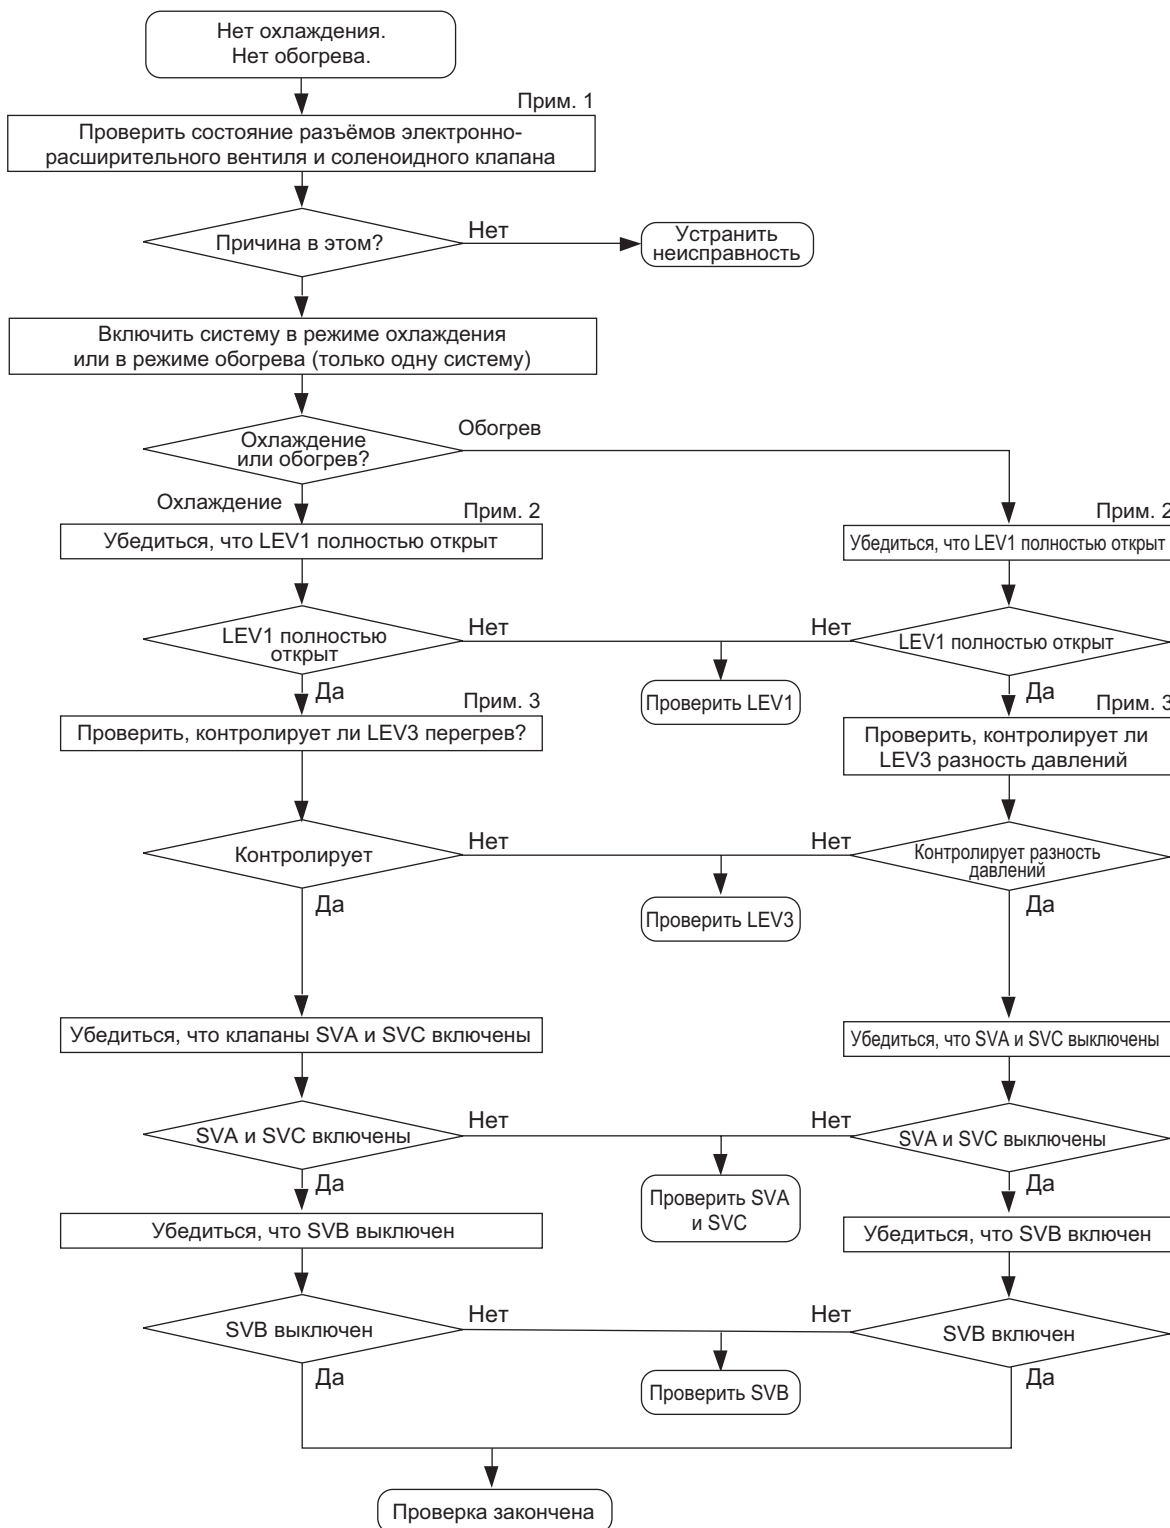 Нет охлаждения.
Нет обогрева.
Прим. 1
Проверить состояние разъёмов электронно-
расширительного вентиля и соленоидного клапана
Причина в этом?
Нет
Устранить
неисправность
Включить систему в режиме охлаждения
или в режиме обогрева (только одну систему)
Охлаждение
или обогрев?
Обогрев
Охлаждение
Прим. 2
Прим. 2
Убедиться, что LEV1 полностью открыт
Убедиться, что LEV1 полностью открыт
LEV1 полностью
открыт
Нет
Нет
LEV1 полностью открыт
Да
Проверить LEV1
Да
Прим. 3
Прим. 3
Проверить, контролирует ли LEV3 перегрев?
Проверить, контролирует ли
LEV3 разность давлений
Контролирует
Нет
Нет
Контролирует разность
давлений
Да
Проверить LEV3
Да
Убедиться, что клапаны SVA и SVC включены
Убедиться, что SVA и SVC выключены
SVA и SVC включены
Нет
Нет
SVA и SVC выключены
Да
Проверить SVA
и SVC
Да
Убедиться, что SVB выключен
Убедиться, что SVB включен
SVB выключен
Нет
Нет
SVB включен
Да
Проверить SVB
Да
Проверка закончена